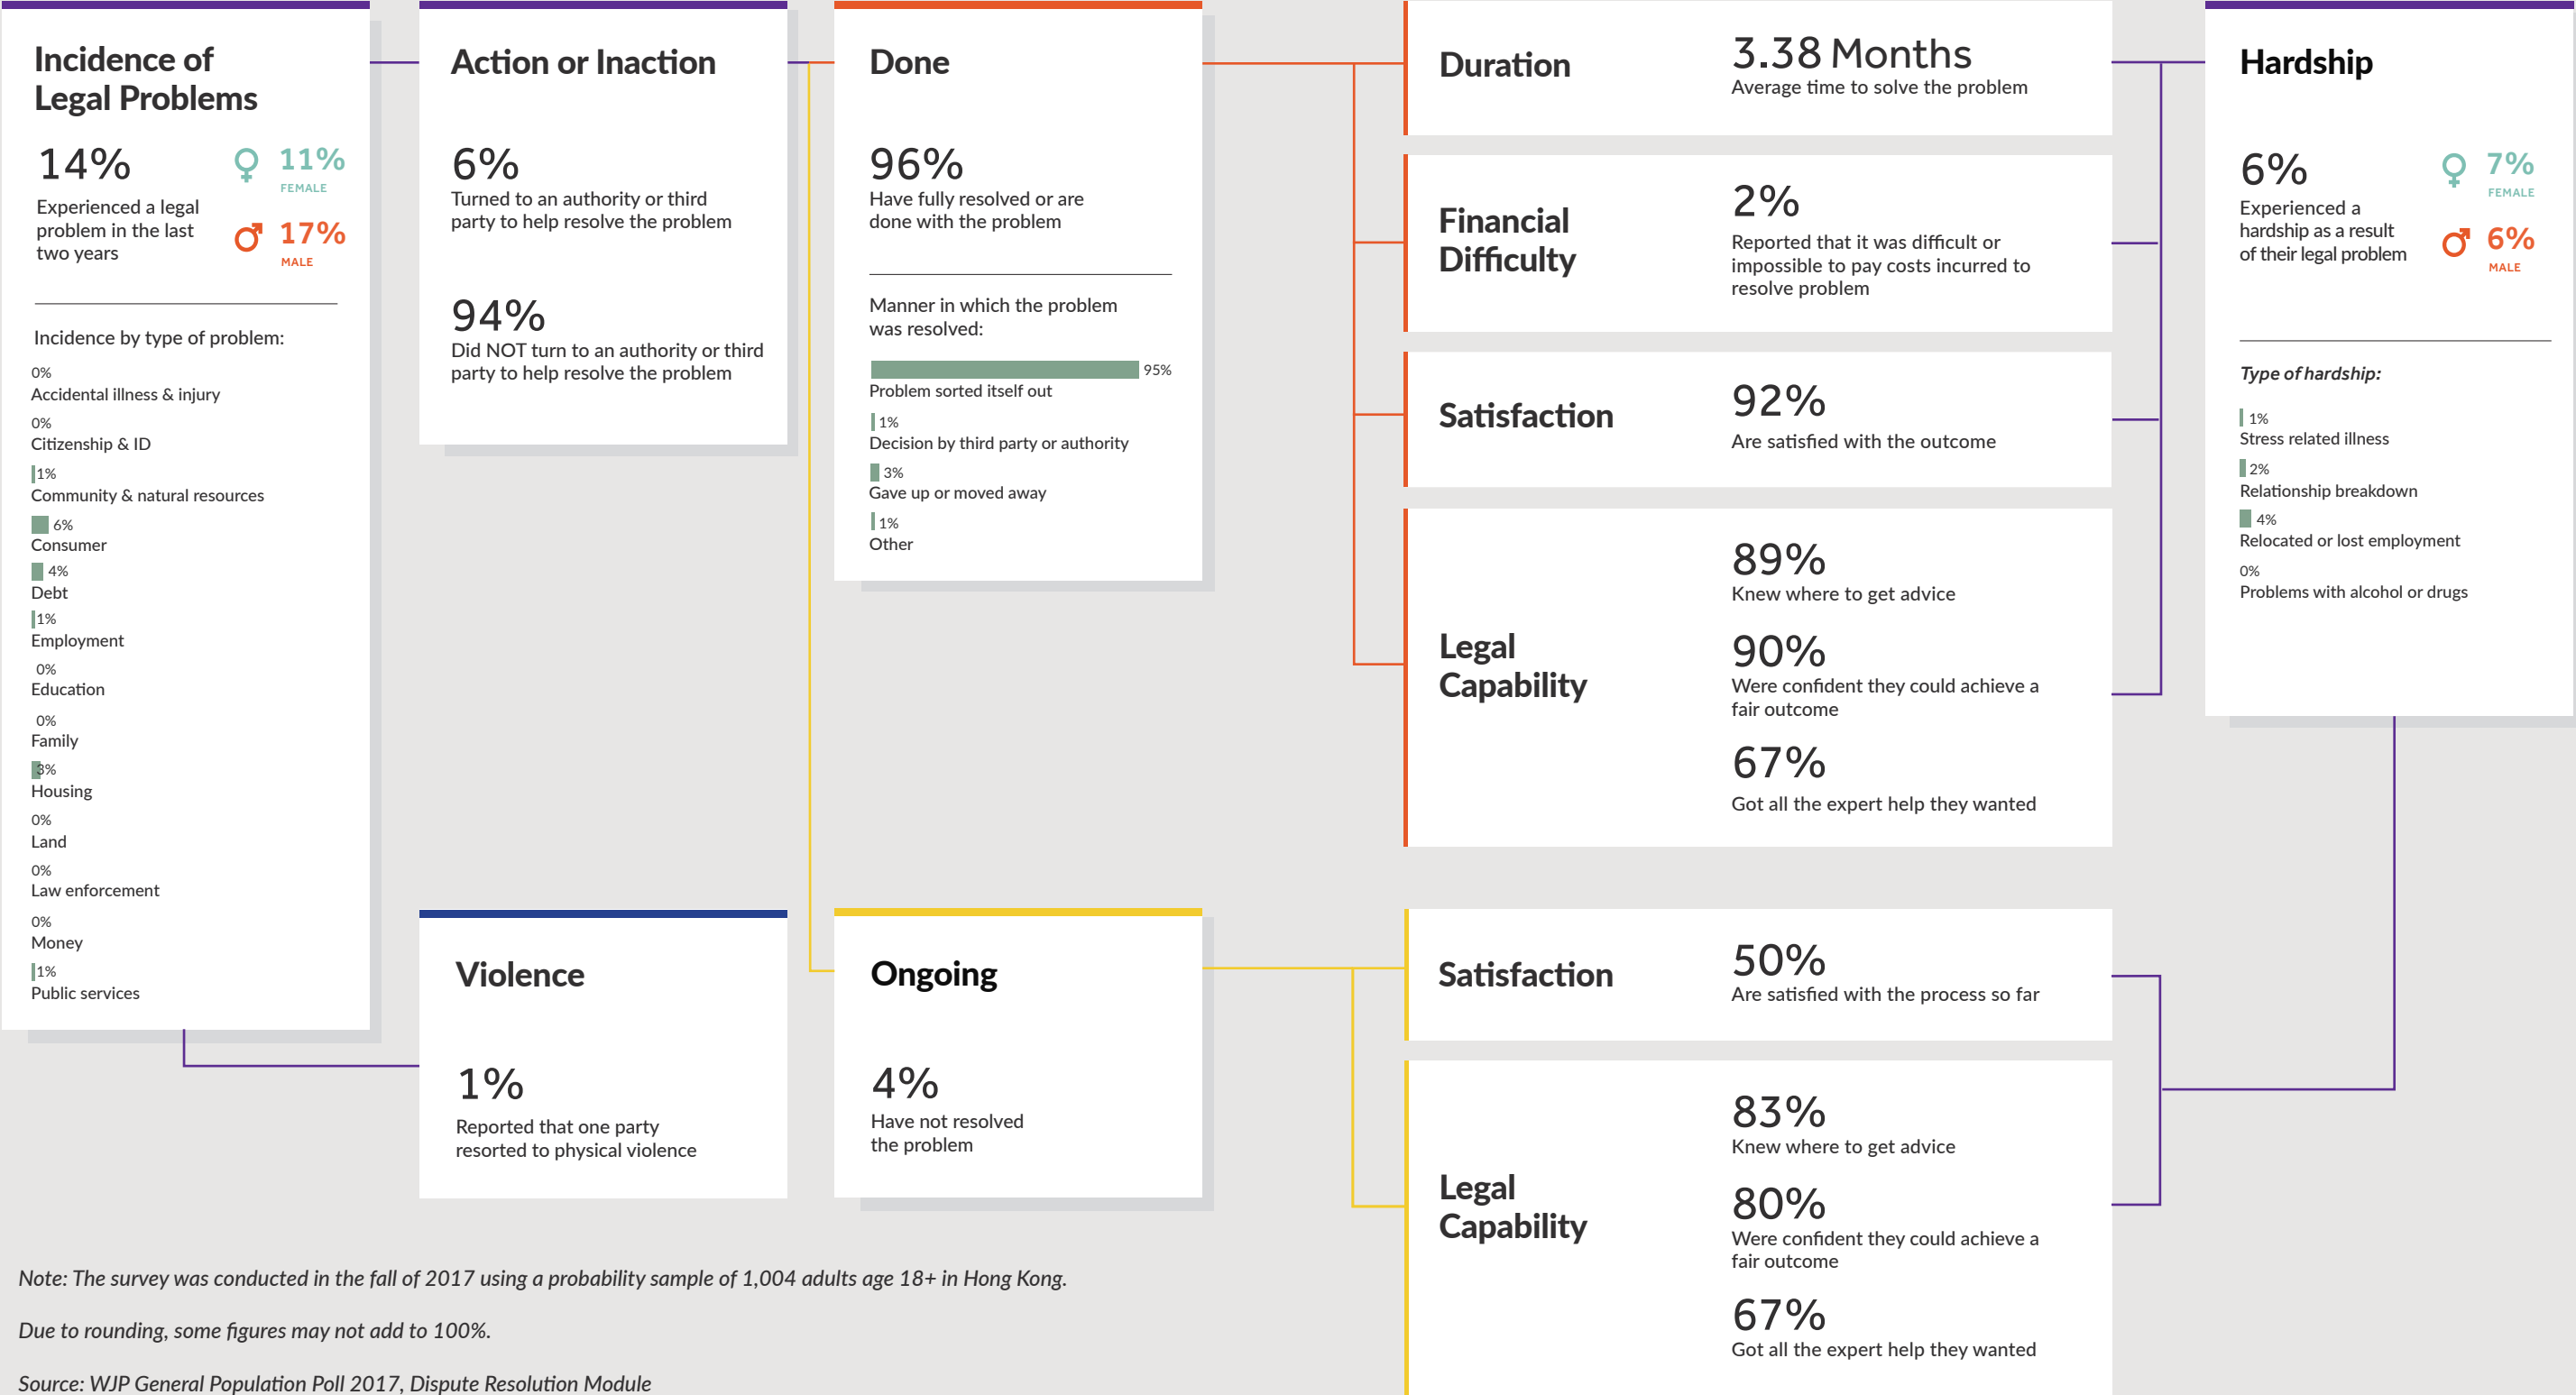 Incidence of
Legal Problems
14%
Experienced a legal
problem in the last
two years
11%
FEMALE
17%
MALE
Incidence by type of problem:
0%
Accidental illness & injury
0%
Citizenship & ID
1%
Community & natural resources
6%
Consumer
4%
Debt
1%
Employment
0%
Education
0%
Family
3%
Housing
0%
Land
0%
Law enforcement
0%
Money
1%
Public services
Action or Inaction
6%
Turned to an authority or third
party to help resolve the problem
94%
Did NOT turn to an authority or third
party to help resolve the problem
Violence
1%
Reported that one party
resorted to physical violence
Done
96%
Have fully resolved or are
done with the problem
Manner in which the problem
was resolved:
95%
Problem sorted itself out
1%
Decision by third party or authority
3%
Gave up or moved away
1%
Other
Ongoing
4%
Have not resolved
the problem
Duration
3.38 Months
Average time to solve the problem
Financial
Difficulty
2%
Reported that it was difficult or
impossible to pay costs incurred to
resolve problem
Satisfaction
92%
Are satisfied with the outcome
Legal
Capability
89%
Knew where to get advice
90%
Were confident they could achieve a
fair outcome
67%
Got all the expert help they wanted
Satisfaction
50%
Are satisfied with the process so far
Legal
Capability
83%
Knew where to get advice
80%
Were confident they could achieve a
fair outcome
67%
Got all the expert help they wanted
Hardship
6%
Experienced a
hardship as a result
of their legal problem
7%
FEMALE
6%
MALE
Type of hardship:
1%
Stress related illness
2%
Relationship breakdown
4%
Relocated or lost employment
0%
Problems with alcohol or drugs
Note: The survey was conducted in the fall of 2017 using a probability sample of 1,004 adults age 18+ in Hong Kong.
Due to rounding, some figures may not add to 100%.
Source: WJP General Population Poll 2017, Dispute Resolution Module